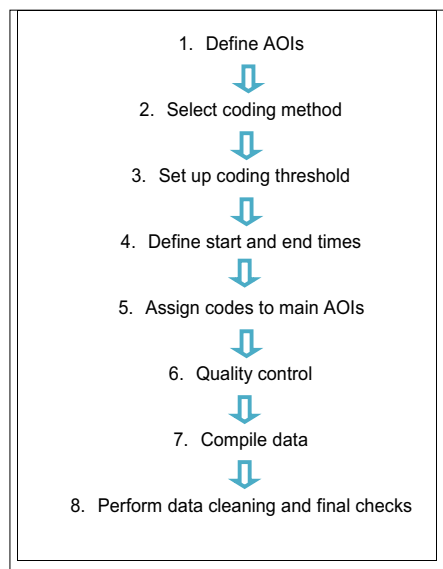 1. Define AOIs
2. Select coding method
3. Set up coding threshold
4. Define start and end times
5. Assign codes to main AOIs
6. Quality control
7. Compile data
8. Perform data cleaning and final checks